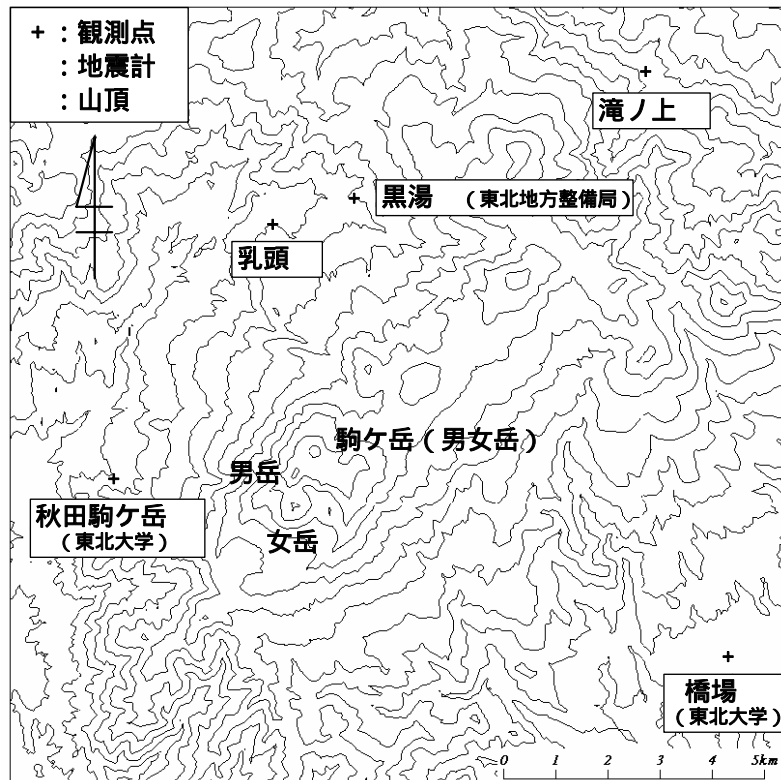 +：観測点
：地震計
：山頂
滝ノ上
黒湯 （東北地方整備局）
乳頭
駒ケ岳（男女岳）
男岳
秋田駒ケ岳
（東北大学）
女岳
橋場
（東北大学）
0 1 2 3 4 5km